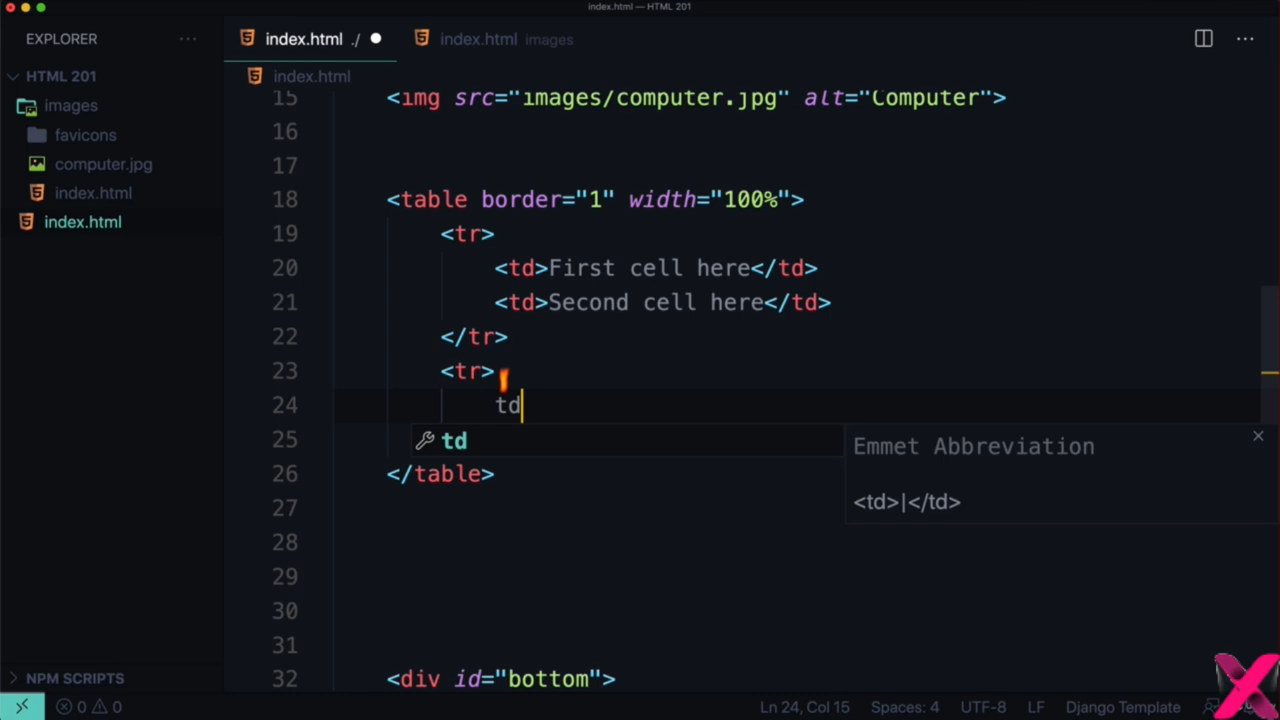 index.html — HTML 201
EXPLORER ...
index.html ./
index.html images
...
HTML 201
images
favicons
computer.jpg
index.html
index.html
index.html
15 <img src="images/computer.jpg" alt="Computer">
16
17
18 <table border="1" width="100%">
19 <tr>
20 <td>First cell here</td>
21 <td>Second cell here</td>
22 </tr>
23 <tr>
24 td
td
Emmet Abbreviation
<td>|</td>
25
26 </table>
27
28
29
30
31
32 <div id="bottom">
NPM SCRIPTS
0 0
Ln 24, Col 15 Spaces: 4 UTF-8 LF Django Template
X